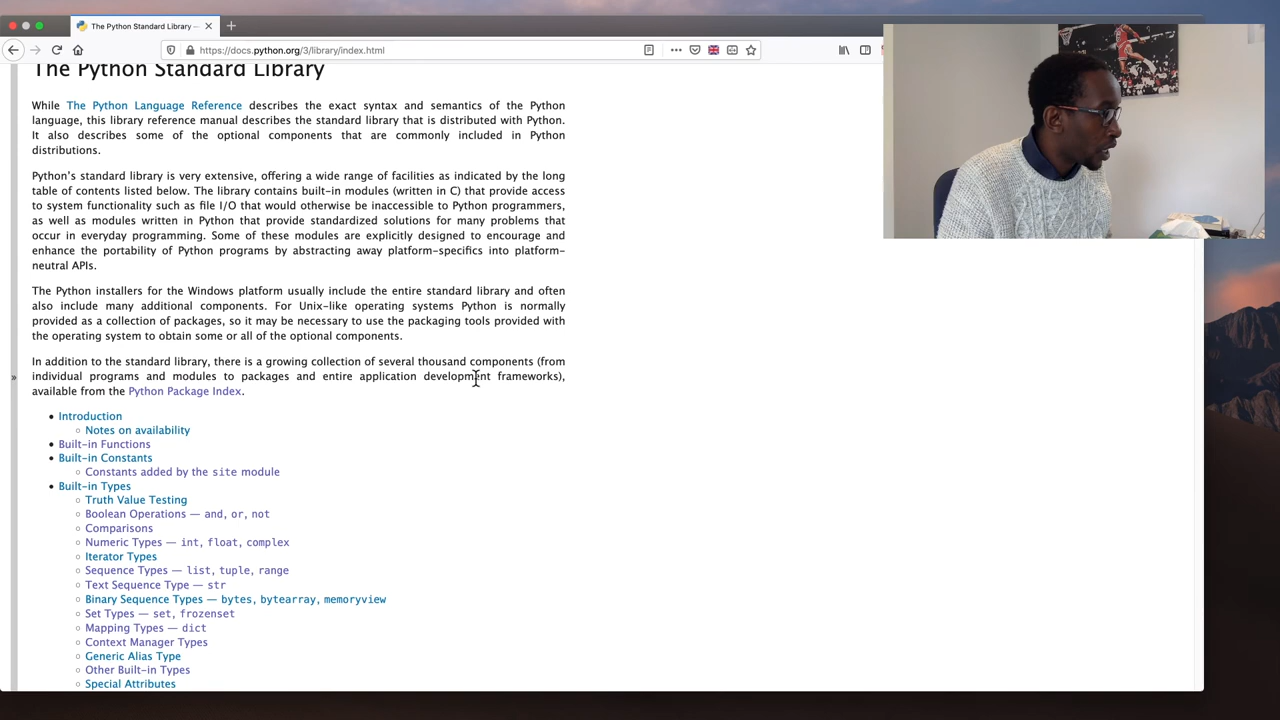 The Python Standard Library —
https://docs.python.org/3/library/index.html
The Python Standard Library
While The Python Language Reference describes the exact syntax and semantics of the Python
language, this library reference manual describes the standard library that is distributed with Python.
It also describes some of the optional components that are commonly included in Python
distributions.
Python's standard library is very extensive, offering a wide range of facilities as indicated by the long
table of contents listed below. The library contains built-in modules (written in C) that provide access
to system functionality such as file I/O that would otherwise be inaccessible to Python programmers,
as well as modules written in Python that provide standardized solutions for many problems that
occur in everyday programming. Some of these modules are explicitly designed to encourage and
enhance the portability of Python programs by abstracting away platform-specifics into platform-
neutral APIs.
The Python installers for the Windows platform usually include the entire standard library and often
also include many additional components. For Unix-like operating systems Python is normally
provided as a collection of packages, so it may be necessary to use the packaging tools provided with
the operating system to obtain some or all of the optional components.
In addition to the standard library, there is a growing collection of several thousand components (from
individual programs and modules to packages and entire application development frameworks),
available from the Python Package Index.
• Introduction
◦ Notes on availability
• Built-in Functions
• Built-in Constants
◦ Constants added by the site module
• Built-in Types
◦ Truth Value Testing
◦ Boolean Operations — and, or, not
◦ Comparisons
◦ Numeric Types — int, float, complex
◦ Iterator Types
◦ Sequence Types — list, tuple, range
◦ Text Sequence Type — str
◦ Binary Sequence Types — bytes, bytearray, memoryview
◦ Set Types — set, frozenset
◦ Mapping Types — dict
◦ Context Manager Types
◦ Generic Alias Type
◦ Other Built-in Types
◦ Special Attributes